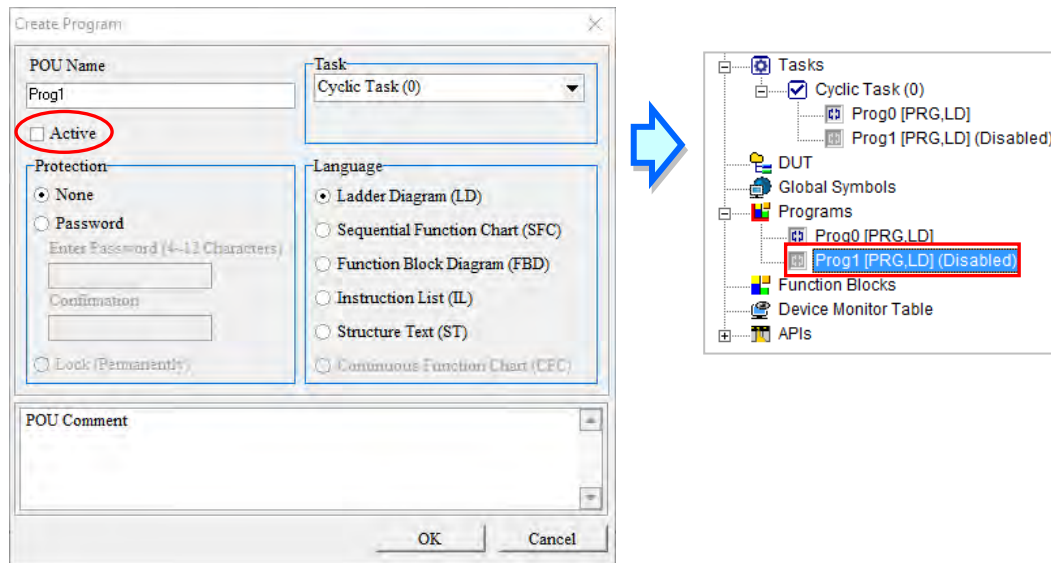 Create Program
POU Name
Prog1
Active
Task
Cyclic Task (0)
Protection
None
Password
Enter Password (4~12 Characters)
Confirmation
Lock (Permanently)
Language
Ladder Diagram (LD)
Sequential Function Chart (SFC)
Function Block Diagram (FBD)
Instruction List (IL)
Structure Text (ST)
Continuous Function Chart (CFC)
POU Comment
OK
Cancel
Tasks
Cyclic Task (0)
Prog0 [PRG,LD]
Prog1 [PRG,LD] (Disabled)
DUT
Global Symbols
Programs
Prog0 [PRG,LD]
Prog1 [PRG,LD] (Disabled)
Function Blocks
Device Monitor Table
APIs